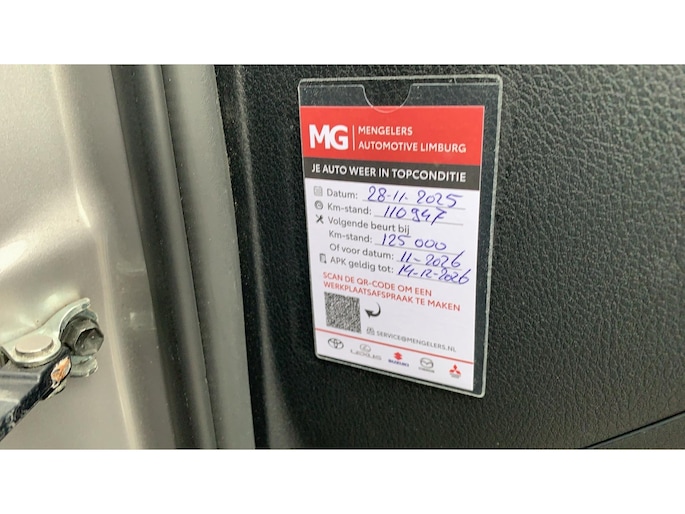 MG MENGELERS
AUTOMOTIVE LIMBURG
JE AUTO WEER IN TOPCONDITIE
Datum: 28-11-2025
Km-stand: 110947
Volgende beurt bij
Km-stand: 125 000
Of voor datum: 11-2026
APK geldig tot: 14-12-2026
SCAN DE QR-CODE OM EEN
WERKPLAATSAFSPRAAK TE MAKEN
SERVICE@MENGELERS.NL
LEXUS SUZUKI